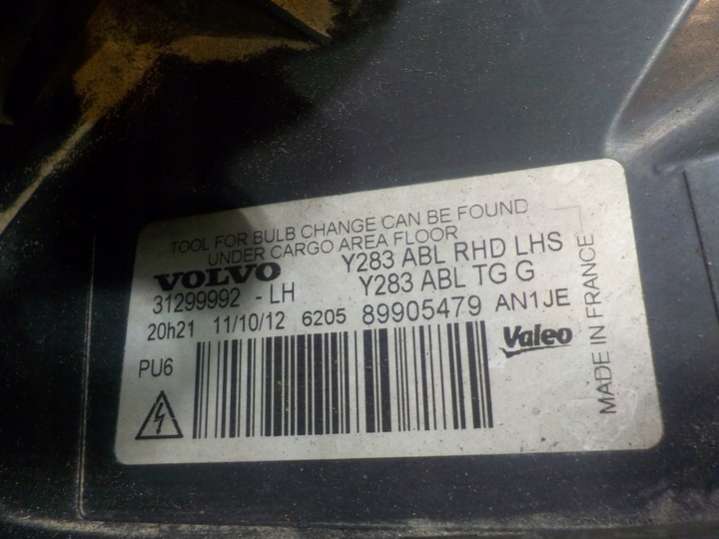 TOOL FOR BULB CHANGE CAN BE FOUND
UNDER CARGO AREA FLOOR
VOLVO Y283 ABL RHD LHS
31299992 - LH Y283 ABL TG G
20h21 11/10/12 6205 89905479 AN1JE
PU6
Valeo
MADE IN FRANCE